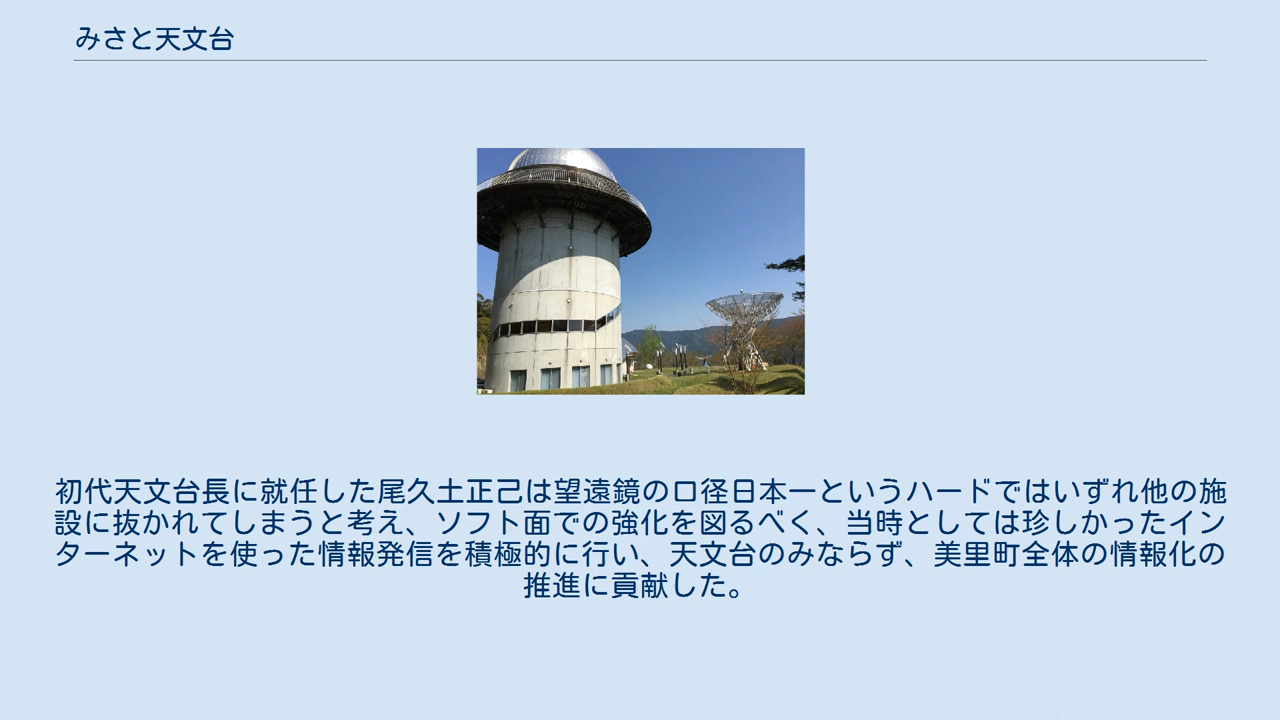 みさと天文台
初代天文台長に就任した尾久土正己は望遠鏡の口径日本一というハードではいずれ他の施
設に抜かれてしまうと考え、ソフト面での強化を図るべく、当時としては珍しかったイン
ターネットを使った情報発信を積極的に行い、天文台のみならず、美里町全体の情報化の
推進に貢献した。